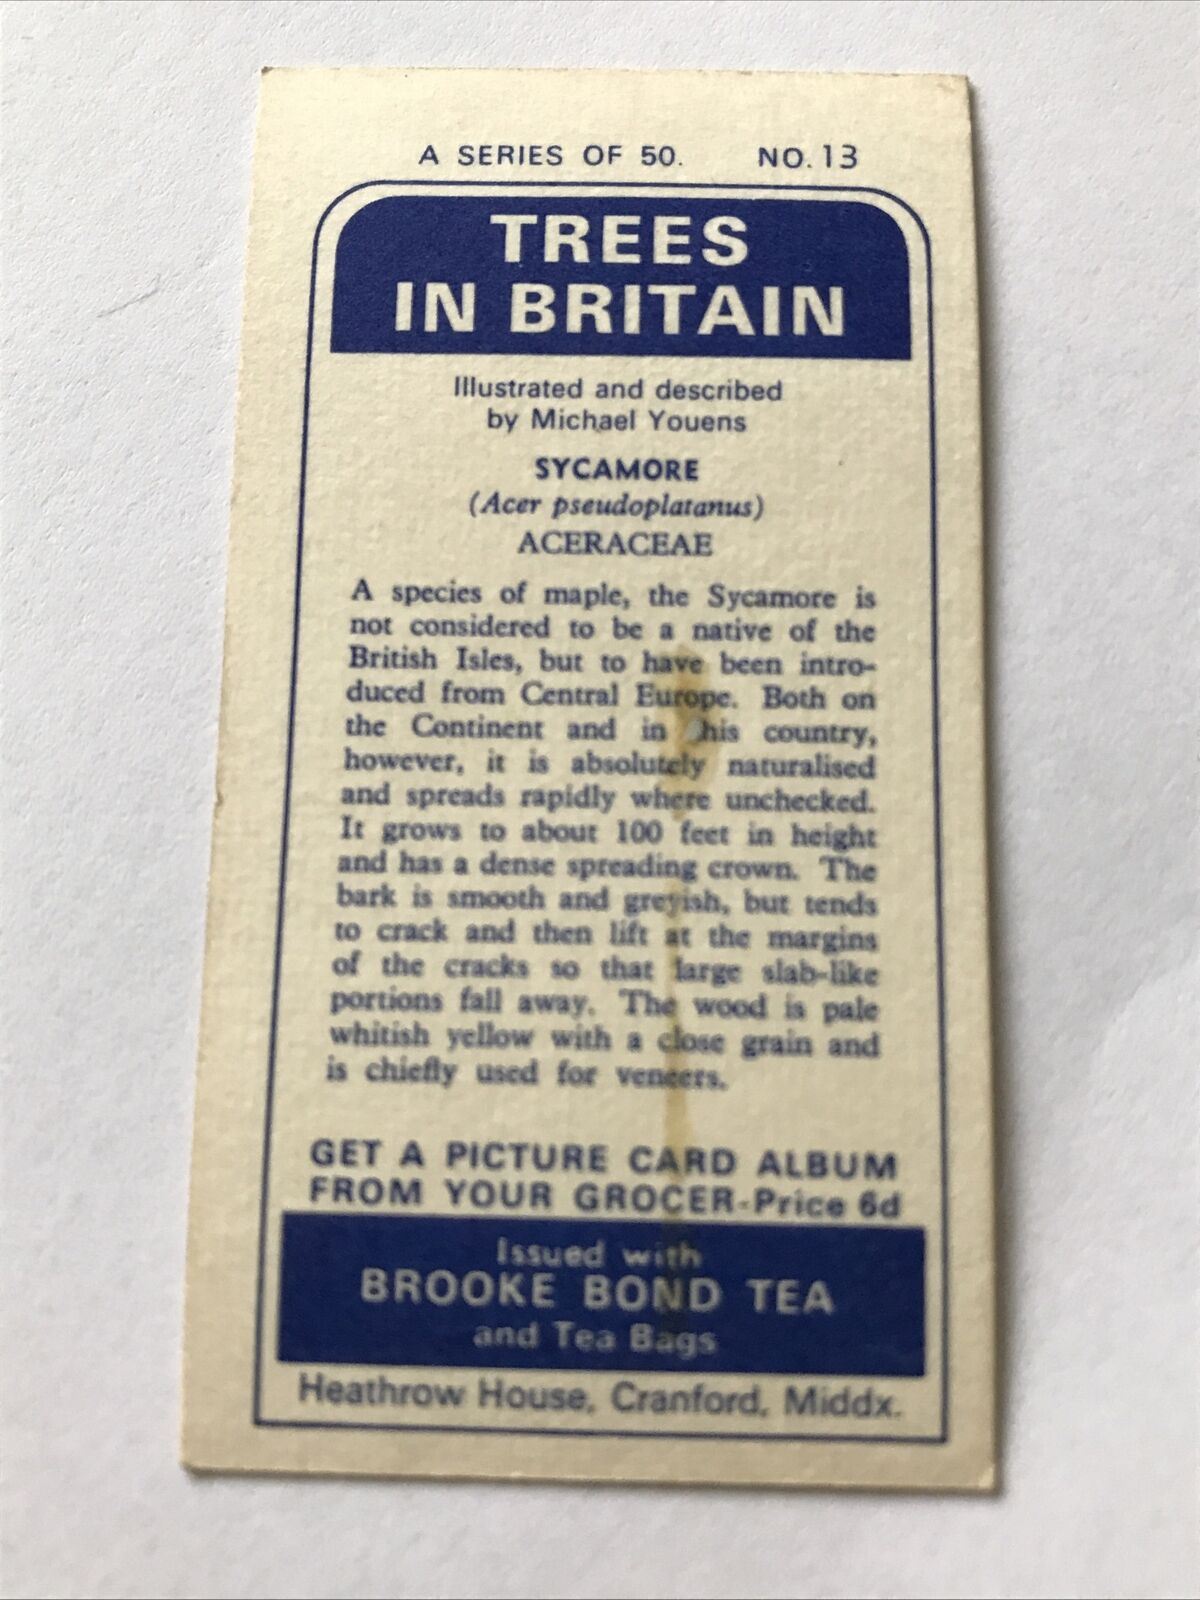 A SERIES OF 50. NO. 13
TREES
IN BRITAIN
Illustrated and described
by Michael Youens
SYCAMORE
(Acer pseudoplatanus)
ACERACEAE
A species of maple, the Sycamore is
not considered to be a native of the
British Isles, but to have been intro-
duced from Central Europe. Both on
the Continent and in this country,
however, it is absolutely naturalised
and spreads rapidly where unchecked.
It grows to about 100 feet in height
and has a dense spreading crown. The
bark is smooth and greyish, but tends
to crack and then lift at the margins
of the cracks so that large slab-like
portions fall away. The wood is pale
whitish yellow with a close grain and
is chiefly used for veneers.
GET A PICTURE CARD ALBUM
FROM YOUR GROCER-Price 6d
Issued with
BROOKE BOND TEA
and Tea Bags
Heathrow House, Cranford, Middx.